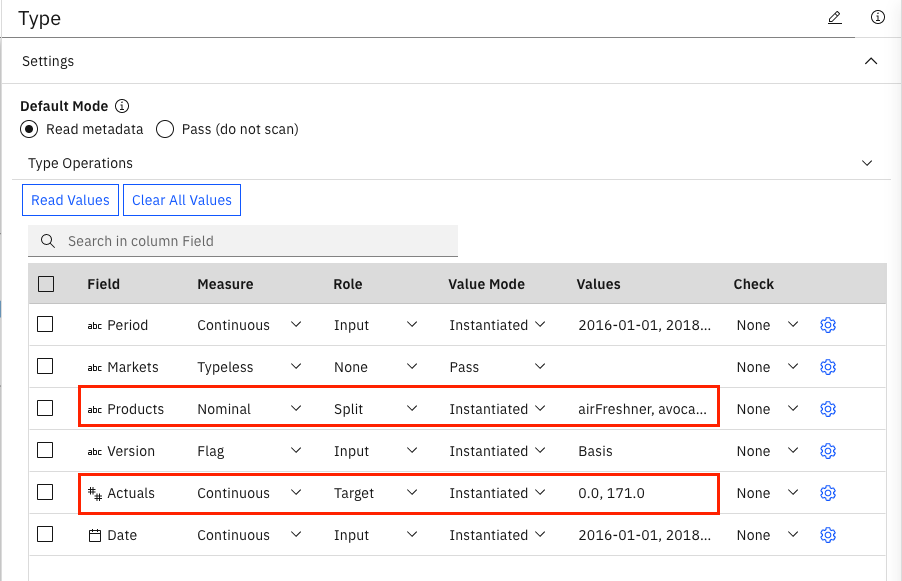 Type
Settings
Default Mode
Read metadata Pass (do not scan)
Type Operations
Read Values Clear All Values
Search in column Field
Field Measure Role Value Mode Values Check
abc Period Continuous Input Instantiated 2016-01-01, 2018... None
abc Markets Typeless None Pass None
abc Products Nominal Split Instantiated airFreshner, avoca... None
abc Version Flag Input Instantiated Basis None
Actuals Continuous Target Instantiated 0.0, 171.0 None
Date Continuous Input Instantiated 2016-01-01, 2018... None